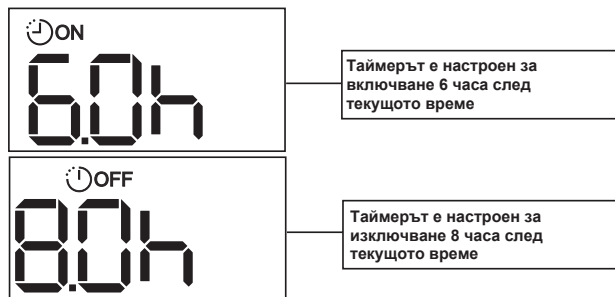 ON
6.0h
Таймерът е настроен за
включване 6 часа след
текущото време
OFF
8.0h
Таймерът е настроен за
изключване 8 часа след
текущото време